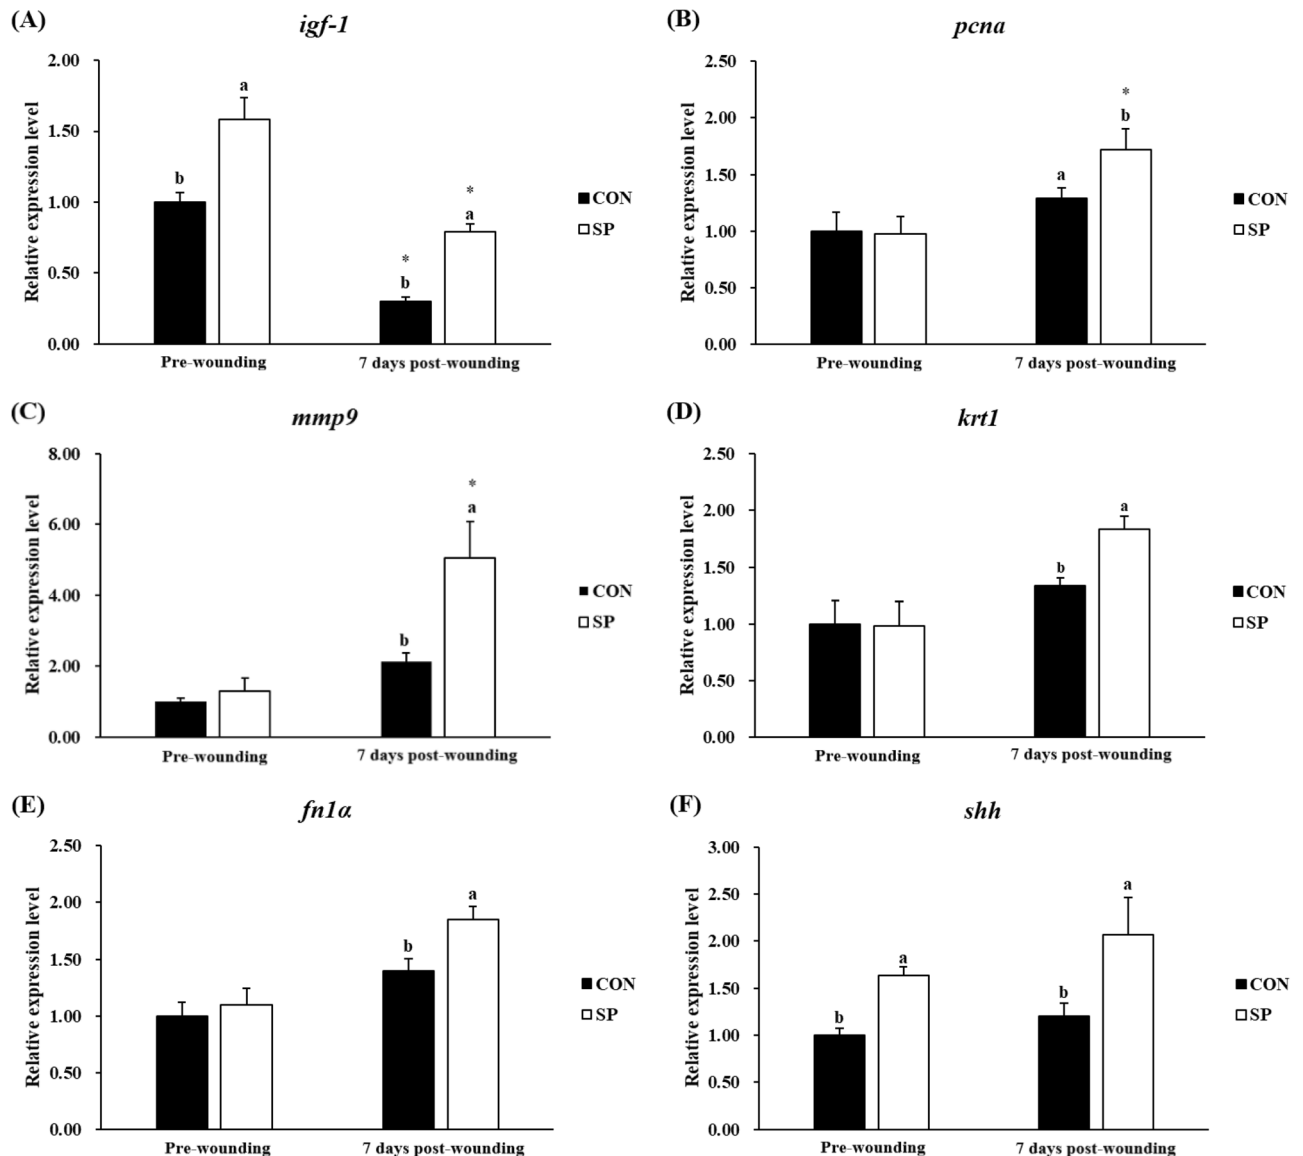 (A)
igf-1
Relative expression level
2.00
1.50
1.00
0.50
0.00
b
a
*
b
*
a
Pre-wounding
7 days post-wounding
CON
SP
(B)
pcna
Relative expression level
2.50
2.00
1.50
1.00
0.50
0.00
a
*
b
Pre-wounding
7 days post-wounding
CON
SP
(C)
mmp9
Relative expression level
8.00
6.00
4.00
2.00
0.00
b
*
a
Pre-wounding
7 days post-wounding
CON
SP
(D)
krt1
Relative expression level
2.50
2.00
1.50
1.00
0.50
0.00
b
a
Pre-wounding
7 days post-wounding
CON
SP
(E)
fn1α
Relative expression level
2.50
2.00
1.50
1.00
0.50
0.00
b
a
Pre-wounding
7 days post-wounding
CON
SP
(F)
shh
Relative expression level
3.00
2.50
2.00
1.50
1.00
0.50
0.00
b
a
b
a
Pre-wounding
7 days post-wounding
CON
SP